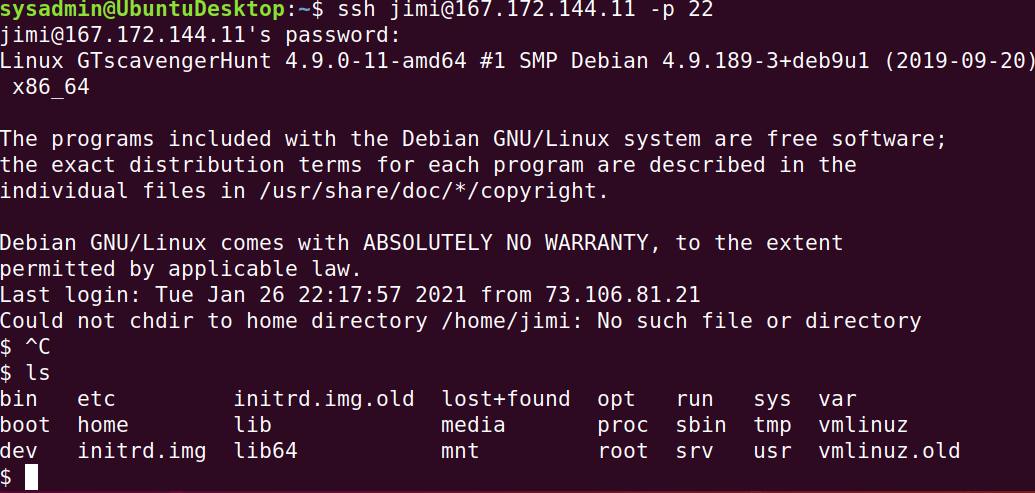 sysadmin@UbuntuDesktop:~$ ssh jimi@167.172.144.11 -p 22
jimi@167.172.144.11's password:
Linux GTscavengerHunt 4.9.0-11-amd64 #1 SMP Debian 4.9.189-3+deb9u1 (2019-09-20)
 x86_64

The programs included with the Debian GNU/Linux system are free software;
the exact distribution terms for each program are described in the
individual files in /usr/share/doc/*/copyright.

Debian GNU/Linux comes with ABSOLUTELY NO WARRANTY, to the extent
permitted by applicable law.
Last login: Tue Jan 26 22:17:57 2021 from 73.106.81.21
Could not chdir to home directory /home/jimi: No such file or directory
$ ^C
$ ls
bin   etc         initrd.img.old  lost+found  opt   run   sys  var
boot  home        lib             media       proc  sbin  tmp  vmlinuz
dev   initrd.img  lib64           mnt         root  srv   usr  vmlinuz.old
$